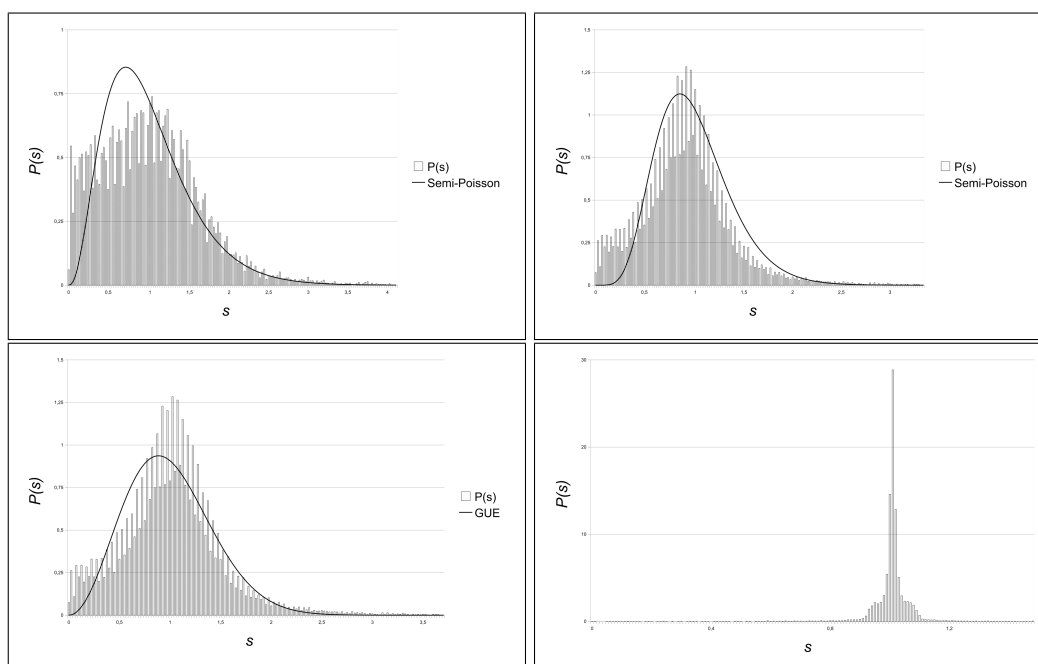 1
0,75
0,5
0,25
0
P(s)
0 0,5 1 1,5 2 2,5 3 3,5 4
s
P(s)
Semi-Poisson
1,5
1,25
1
0,75
0,5
0,25
0
P(s)
0 0,5 1 1,5 2 2,5 3
s
P(s)
Semi-Poisson
1,5
1,25
1
0,75
0,5
0,25
0
P(s)
0 0,5 1 1,5 2 2,5 3 3,5
s
P(s)
GUE
30
20
10
0
P(s)
0 0,4 0,8 1,2
s